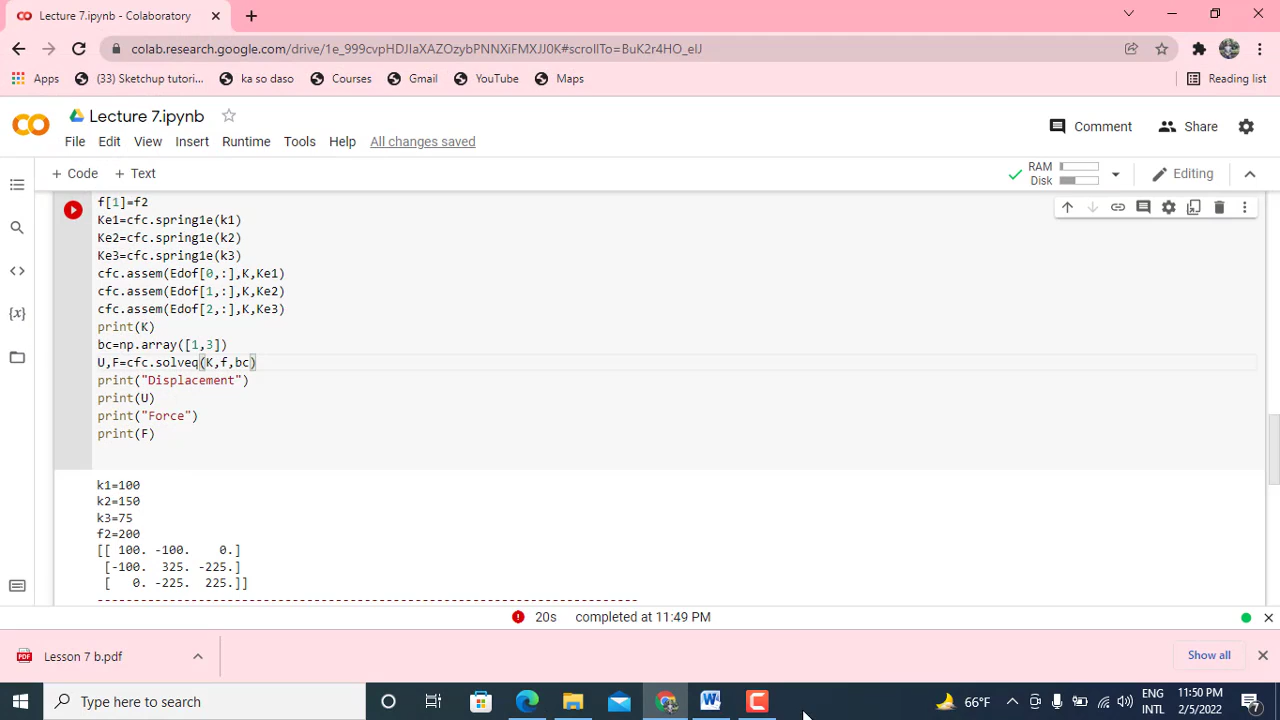 Lecture 7.ipynb - Colaboratory
colab.research.google.com/drive/1e_999cvpHDJIaXAZOzybPNNXiFMXJJ0K#scrollTo=BuK2r4HO_eIJ
Apps (33) Sketchup tutori... ka so daso Courses Gmail YouTube Maps Reading list
Lecture 7.ipynb
Comment Share
File Edit View Insert Runtime Tools Help All changes saved
+ Code + Text
RAM
Disk
Editing
f[1]=f2
Ke1=cfc.spring1e(k1)
Ke2=cfc.spring1e(k2)
Ke3=cfc.spring1e(k3)
cfc.assem(Edof[0,:],K,Ke1)
cfc.assem(Edof[1,:],K,Ke2)
cfc.assem(Edof[2,:],K,Ke3)
print(K)
bc=np.array([1,3])
U,F=cfc.solveq(K,f,bc)
print("Displacement")
print(U)
print("Force")
print(F)
k1=100
k2=150
k3=75
f2=200
[[ 100. -100. 0.]
[-100. 325. -225.]
[ 0. -225. 225.]]
---------------------------------------------------------------------------
20s completed at 11:49 PM
Lesson 7 b.pdf
Show all
Type here to search
66°F
ENG
INTL
11:50 PM
2/5/2022
7